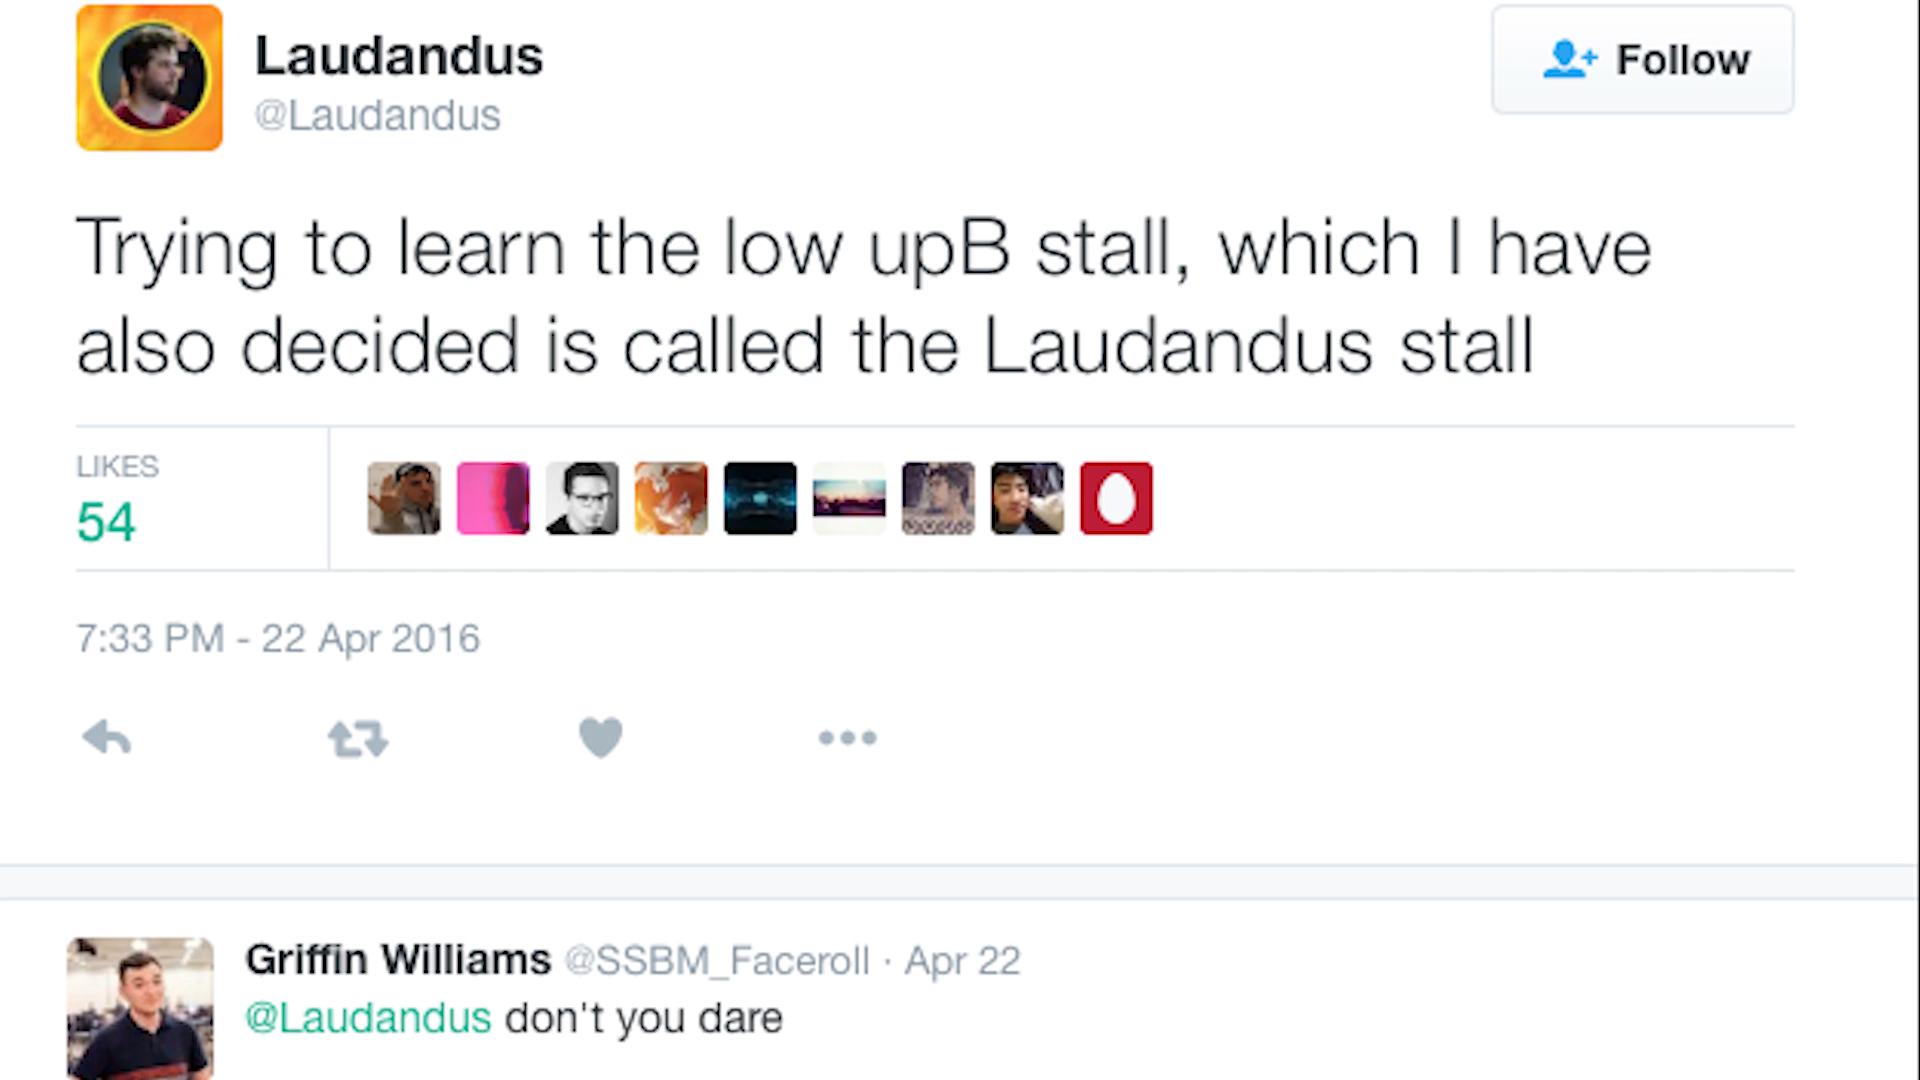 Laudandus
@Laudandus
Follow
Trying to learn the low upB stall, which I have
also decided is called the Laudandus stall
LIKES
54
7:33 PM - 22 Apr 2016
Griffin Williams @SSBM_Faceroll · Apr 22
@Laudandus don't you dare